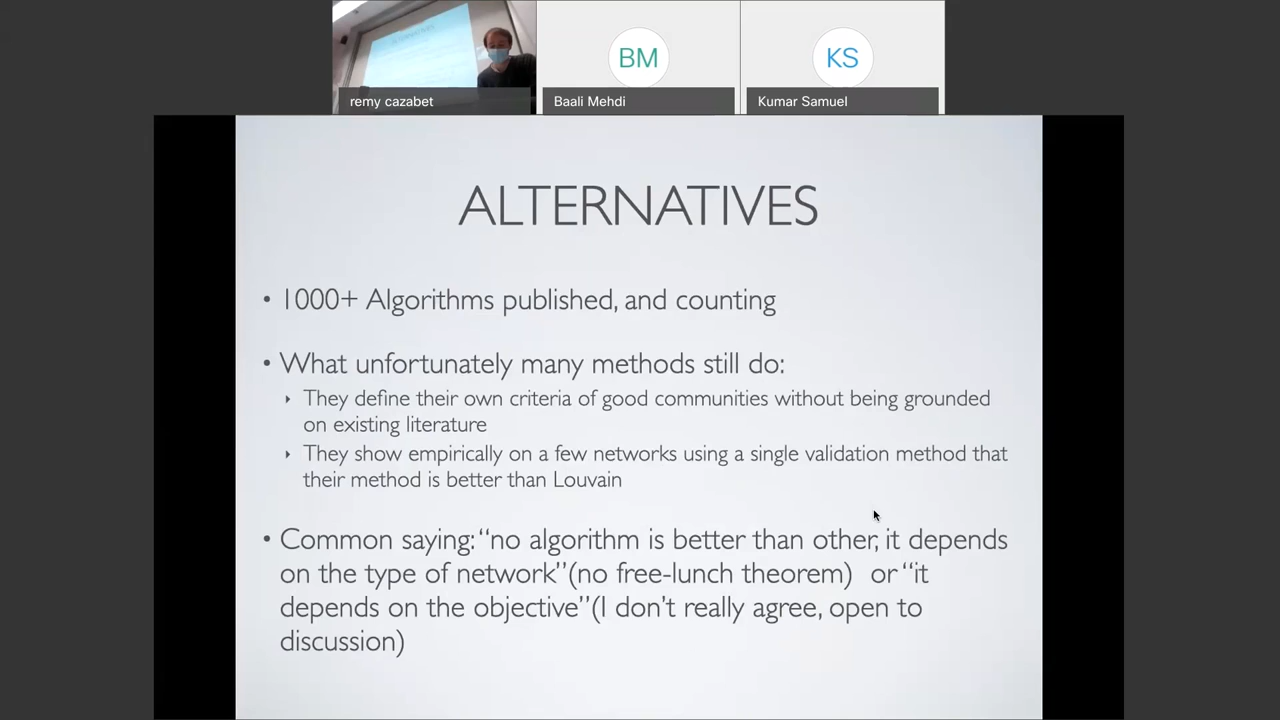 BM
KS
remy cazabet
Baali Mehdi
Kumar Samuel
ALTERNATIVES
• 1000+ Algorithms published, and counting
• What unfortunately many methods still do:
‣ They define their own criteria of good communities without being grounded
on existing literature
‣ They show empirically on a few networks using a single validation method that
their method is better than Louvain
• Common saying: “no algorithm is better than other, it depends
on the type of network”(no free-lunch theorem) or “it
depends on the objective”(I don’t really agree, open to
discussion)